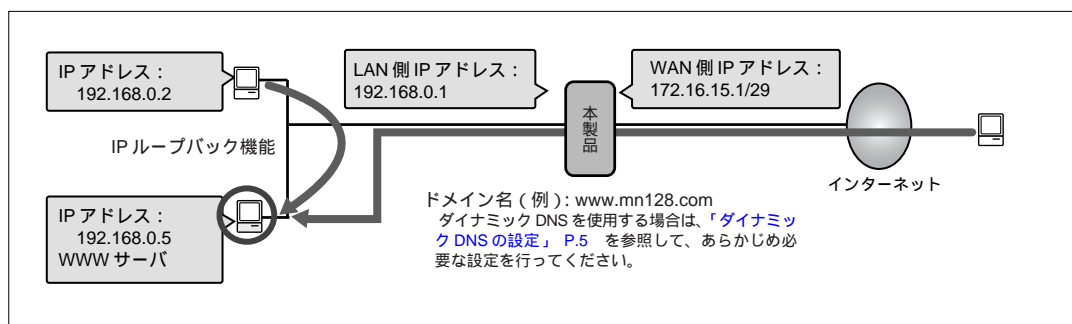 IP アドレス：
192.168.0.2
LAN 側 IP アドレス：
192.168.0.1
WAN 側 IP アドレス：
172.16.15.1/29
本製品
IP ループバック機能
インターネット
IP アドレス：
192.168.0.5
WWW サーバ
ドメイン名 ( 例 ) : www.mn128.com
ダイナミック DNS を使用する場合は、「ダイナミッ
ク DNS の設定」 P.5 を参照して、あらかじめ必
要な設定を行ってください。